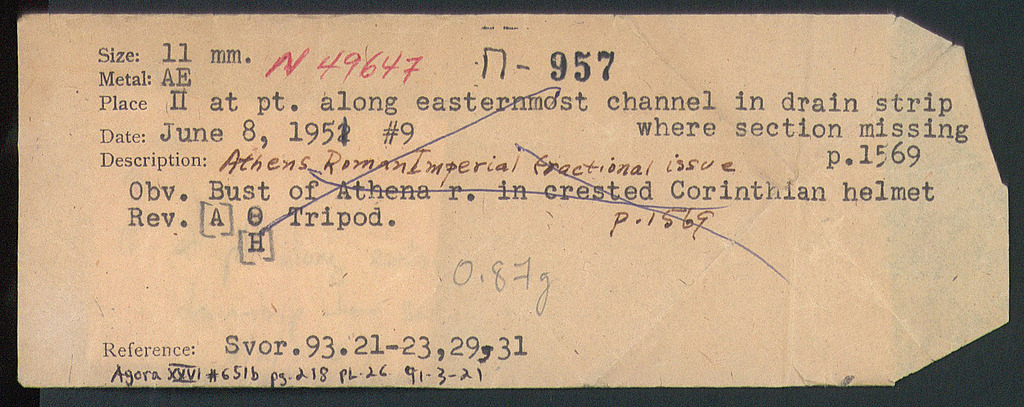 Size: 11 mm. N 49647 Π - 957
Metal: AE
Place Π at pt. along easternmost channel in drain strip
Date: June 8, 1951 #9 where section missing
Description: Athens Roman Imperial fractional issue p.1569
Obv. Bust of Athena r. in crested Corinthian helmet
Rev. [A] Θ Tripod. p.1569
[H]
0.87g
Reference: Svor.93.21-23,29,31
Agora XXVI #651b pg.218 pl.26 91-3-21